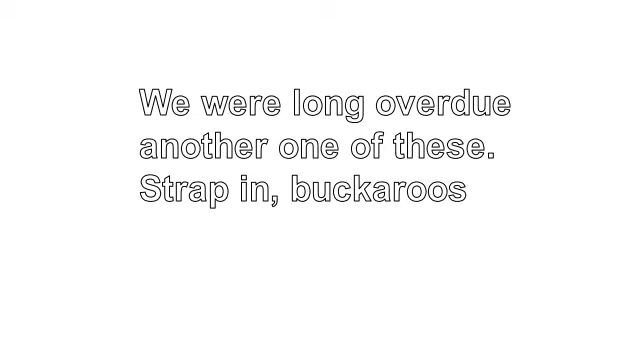 We were long overdue
another one of these.
Strap in, buckaroos